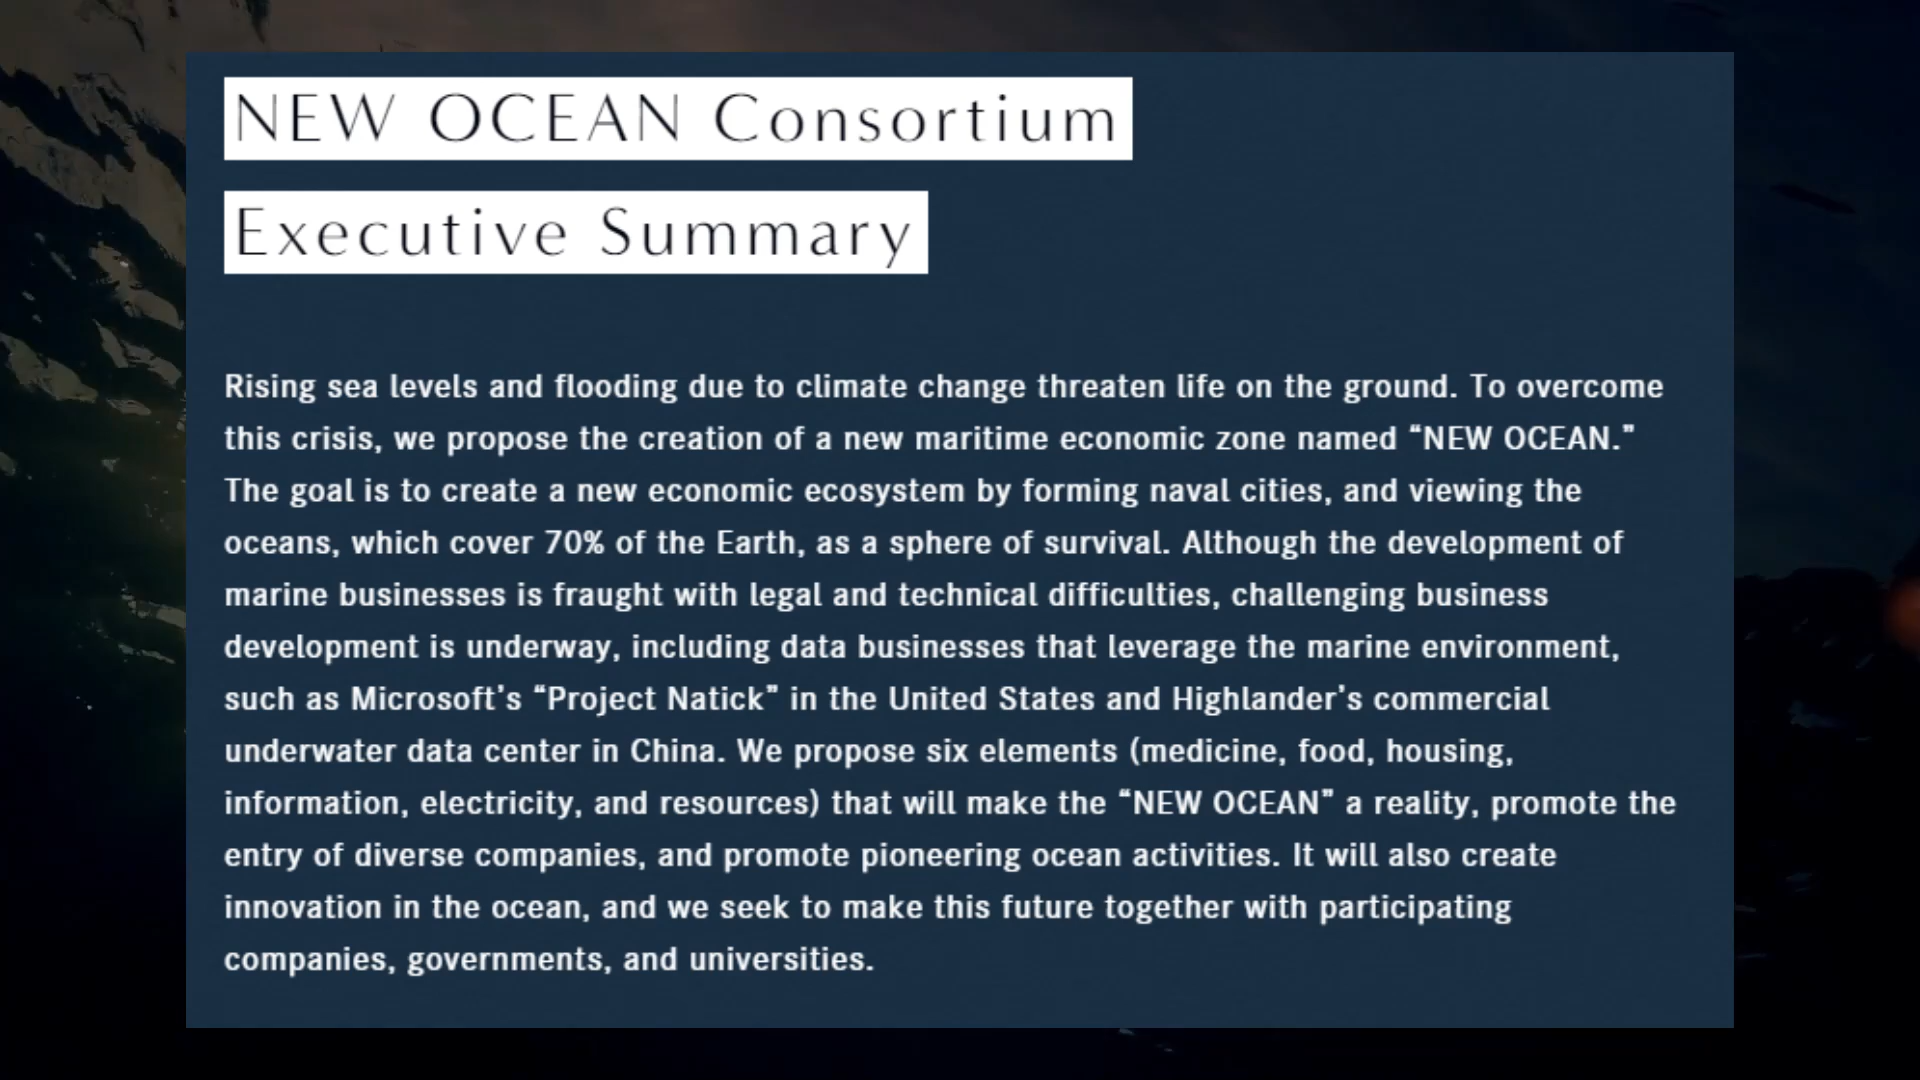 NEW OCEAN Consortium
Executive Summary
Rising sea levels and flooding due to climate change threaten life on the ground. To overcome
this crisis, we propose the creation of a new maritime economic zone named “NEW OCEAN.”
The goal is to create a new economic ecosystem by forming naval cities, and viewing the
oceans, which cover 70% of the Earth, as a sphere of survival. Although the development of
marine businesses is fraught with legal and technical difficulties, challenging business
development is underway, including data businesses that leverage the marine environment,
such as Microsoft’s “Project Natick” in the United States and Highlander’s commercial
underwater data center in China. We propose six elements (medicine, food, housing,
information, electricity, and resources) that will make the “NEW OCEAN” a reality, promote the
entry of diverse companies, and promote pioneering ocean activities. It will also create
innovation in the ocean, and we seek to make this future together with participating
companies, governments, and universities.